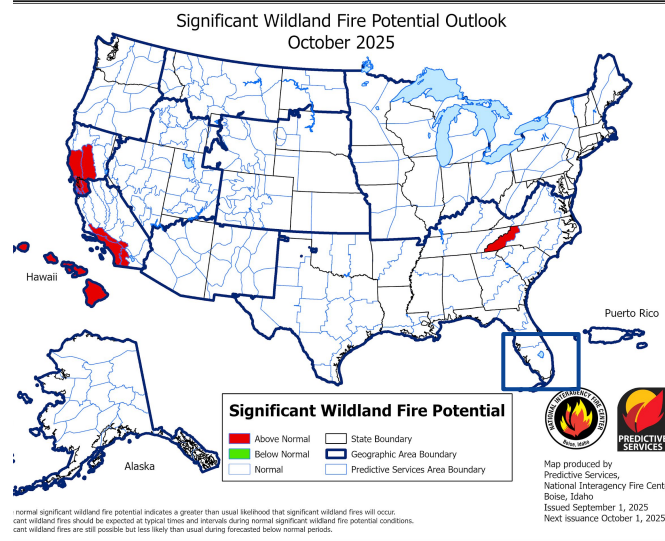 Significant Wildland Fire Potential Outlook
October 2025
Hawaii
Puerto Rico
Alaska
Significant Wildland Fire Potential
Above Normal
State Boundary
Below Normal
Geographic Area Boundary
Normal
Predictive Services Area Boundary
NATIONAL INTERAGENCY FIRE CENTER
Boise, Idaho
PREDICTIVE
SERVICES
Map produced by
Predictive Services,
National Interagency Fire Cent
Boise, Idaho
Issued September 1, 2025
Next issuance October 1, 2025
normal significant wildland fire potential indicates a greater than usual likelihood that significant wildland fires will occur.
cant wildland fires should be expected at typical times and intervals during normal significant wildland fire potential conditions.
cant wildland fires are still possible but less likely than usual during forecasted below normal periods.